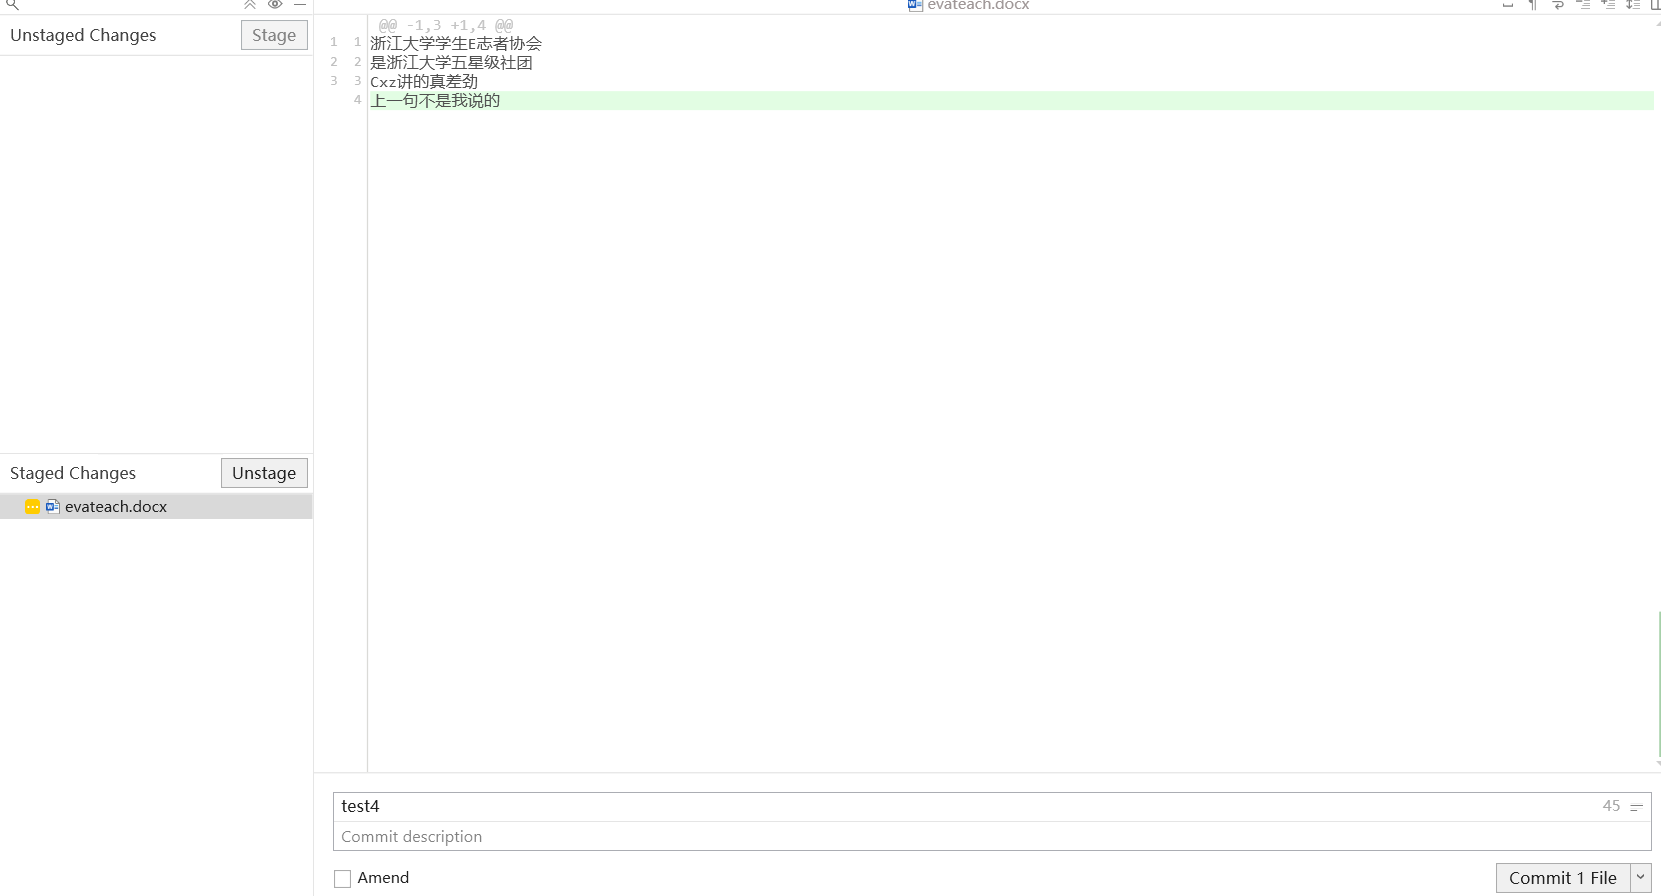 evateach.docx
Unstaged Changes Stage
@@ -1,3 +1,4 @@
1 1 浙江大学学生E志者协会
2 2 是浙江大学五星级社团
3 3 Cxz讲的真差劲
4 上一句不是我说的
Staged Changes Unstage
evateach.docx
test4 45
Commit description
Amend
Commit 1 File